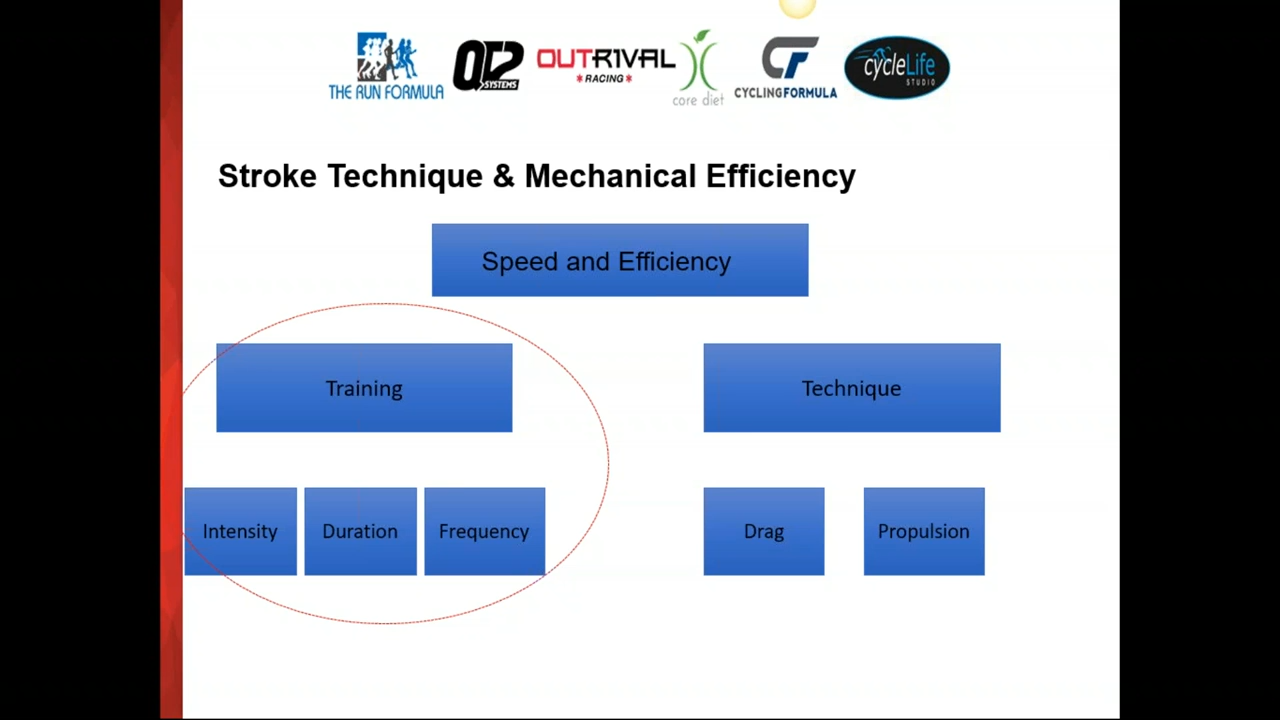 THE RUN FORMULA
QT2
SYSTEMS
OUTRIVAL
RACING
core diet
CYCLINGFORMULA
cycleLife
STUDIO
Stroke Technique & Mechanical Efficiency
Speed and Efficiency
Training
Technique
Intensity
Duration
Frequency
Drag
Propulsion